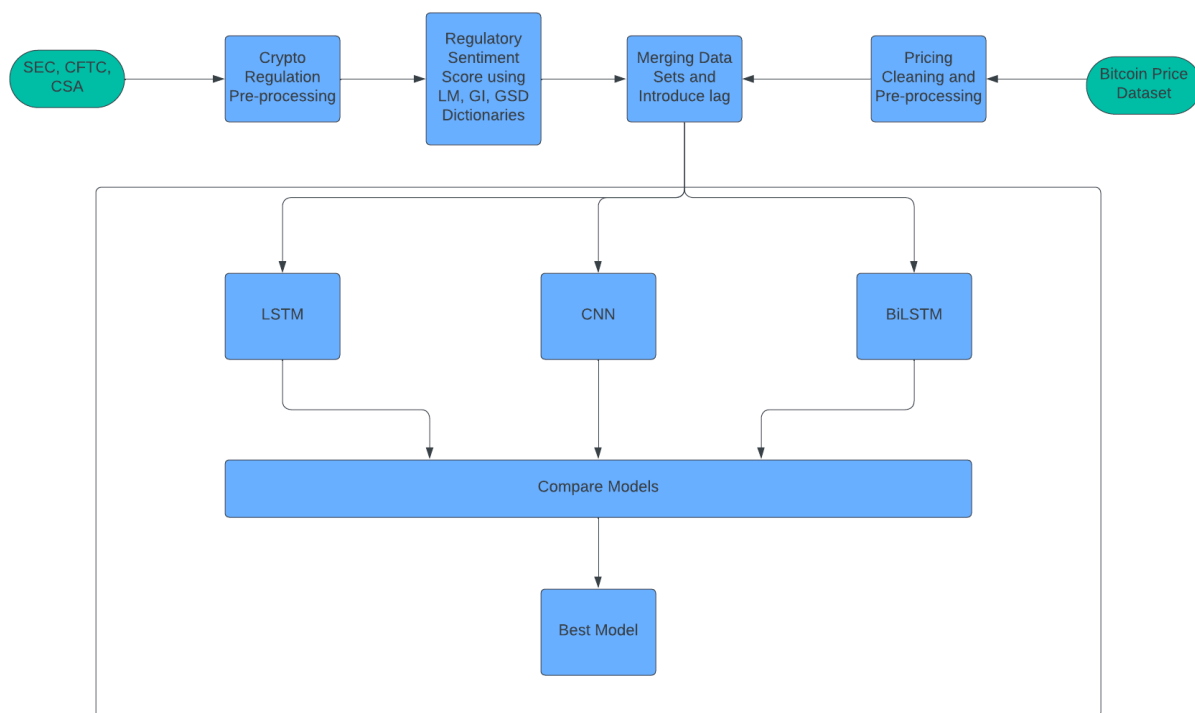 SEC, CFTC,
CSA
Crypto
Regulation
Pre-processing
Regulatory
Sentiment
Score using
LM, GI, GSD
Dictionaries
Merging Data
Sets and
Introduce lag
Pricing
Cleaning and
Pre-processing
Bitcoin Price
Dataset
LSTM
CNN
BiLSTM
Compare Models
Best Model